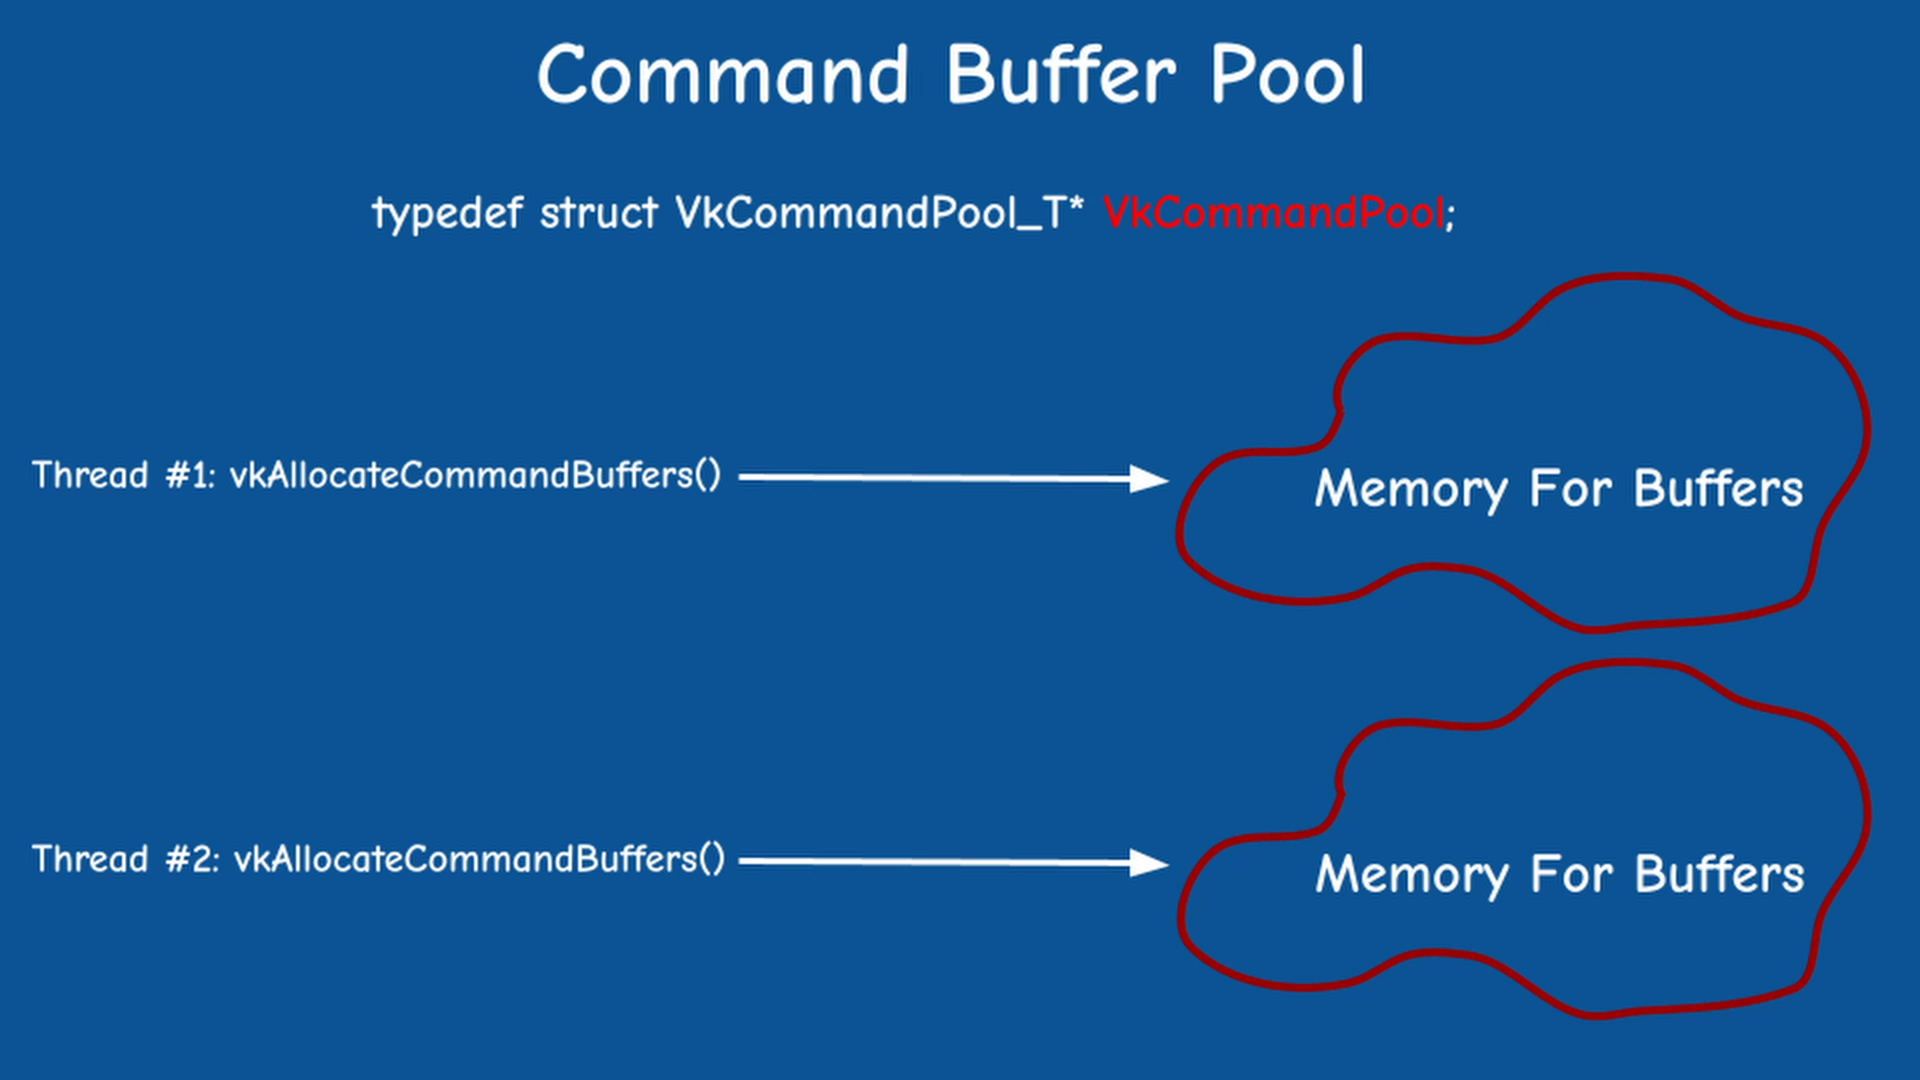 Command Buffer Pool
typedef struct VkCommandPool_T* VkCommandPool;
Thread #1: vkAllocateCommandBuffers()
Memory For Buffers
Thread #2: vkAllocateCommandBuffers()
Memory For Buffers